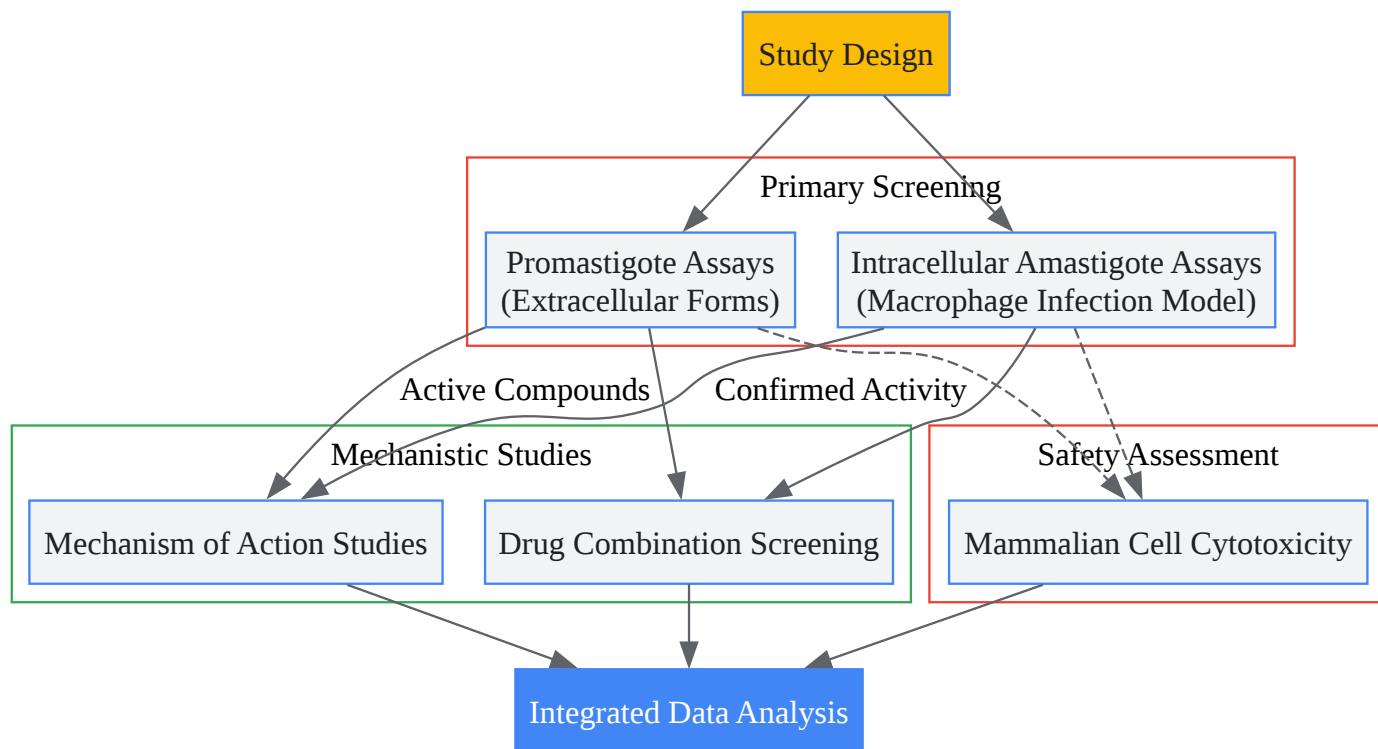 Study Design
Primary Screening
Promastigote Assays
(Extracellular Forms)
Intracellular Amastigote Assays
(Macrophage Infection Model)
Active Compounds
Confirmed Activity
Mechanistic Studies
Safety Assessment
Mechanism of Action Studies
Drug Combination Screening
Mammalian Cell Cytotoxicity
Integrated Data Analysis